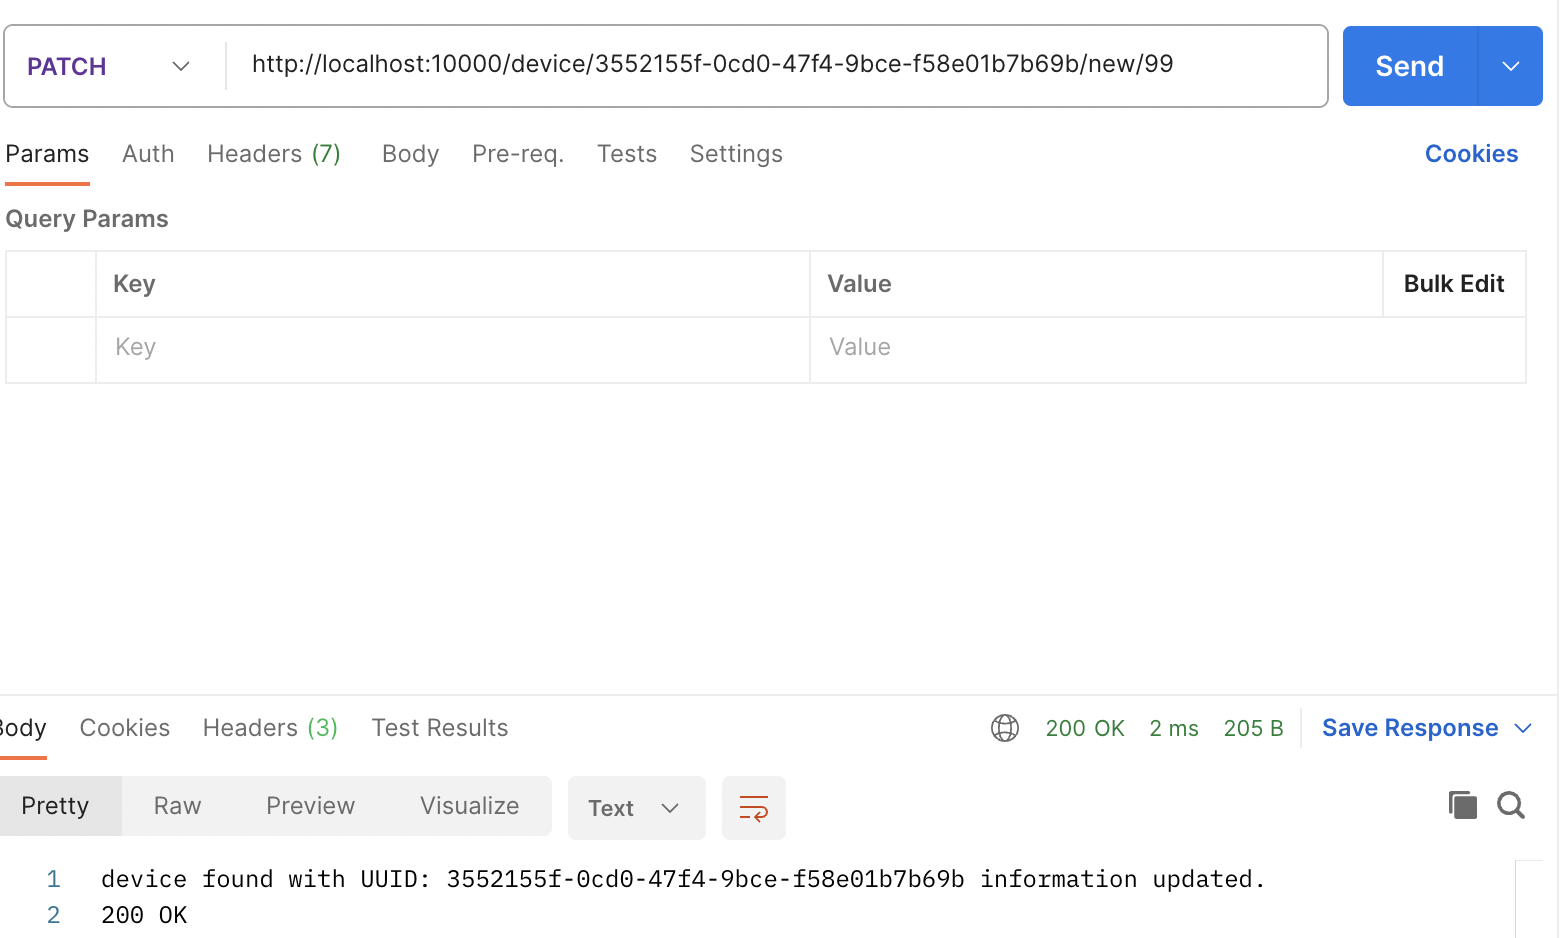 PATCH http://localhost:10000/device/3552155f-0cd0-47f4-9bce-f58e01b7b69b/new/99 Send
Params Auth Headers (7) Body Pre-req. Tests Settings Cookies
Query Params
Key Value Bulk Edit
Key Value
Body Cookies Headers (3) Test Results 200 OK 2 ms 205 B Save Response
Pretty Raw Preview Visualize Text
1 device found with UUID: 3552155f-0cd0-47f4-9bce-f58e01b7b69b information updated.
2 200 OK